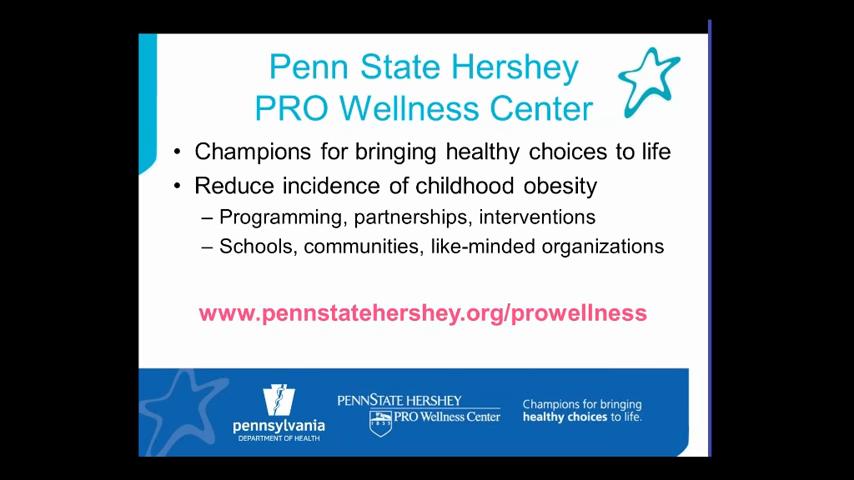 Penn State Hershey
PRO Wellness Center
• Champions for bringing healthy choices to life
• Reduce incidence of childhood obesity
– Programming, partnerships, interventions
– Schools, communities, like-minded organizations
www.pennstatehershey.org/prowellness
pennsylvania
DEPARTMENT OF HEALTH
PENNSTATE HERSHEY
PRO Wellness Center
1855
Champions for bringing
healthy choices to life.